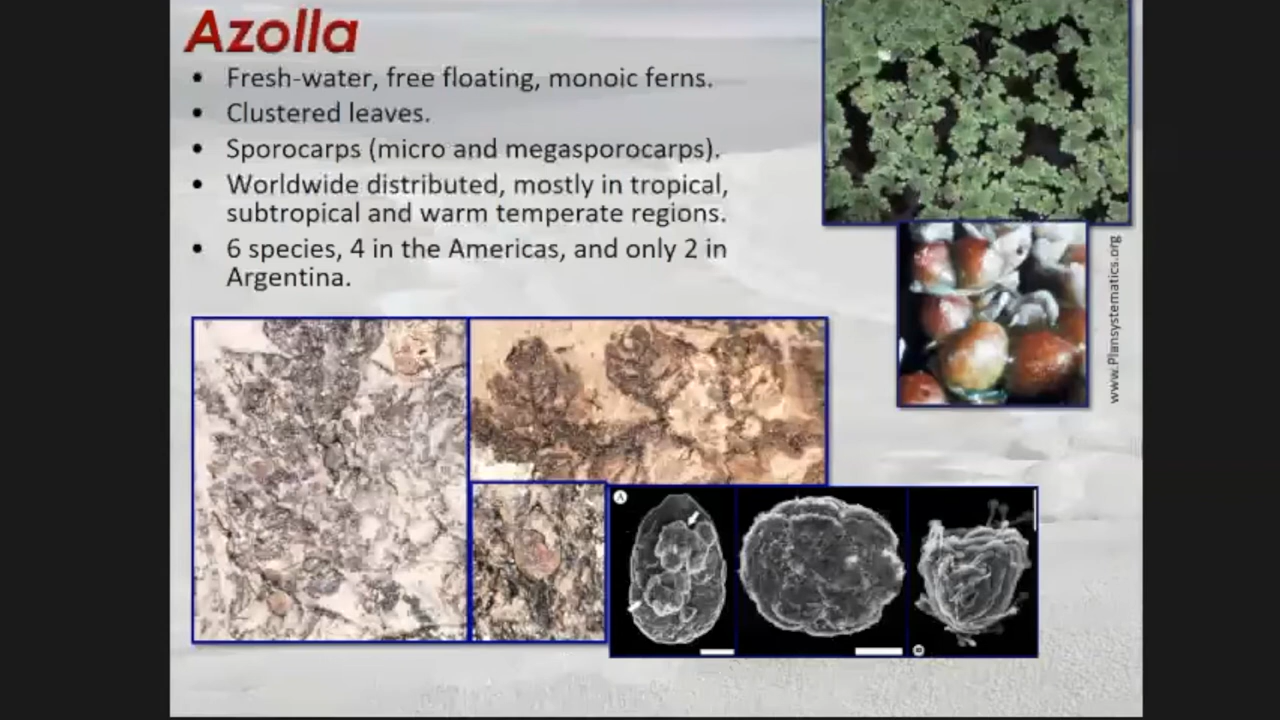 Azolla
• Fresh-water, free floating, monoic ferns.
• Clustered leaves.
• Sporocarps (micro and megasporocarps).
• Worldwide distributed, mostly in tropical,
subtropical and warm temperate regions.
• 6 species, 4 in the Americas, and only 2 in
Argentina.
www.Plansystematics.org
A